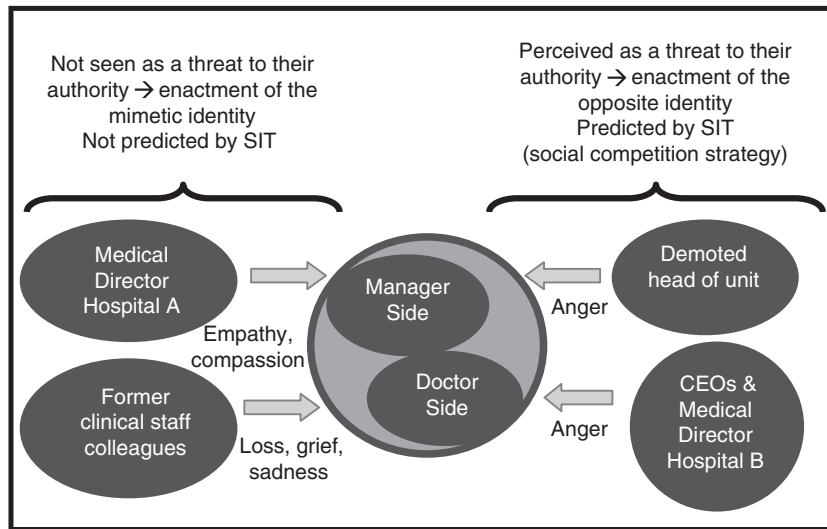 Not seen as a threat to their
authority → enactment of the
mimetic identity
Not predicted by SIT
Perceived as a threat to their
authority → enactment of the
opposite identity
Predicted by SIT
(social competition strategy)
Medical
Director
Hospital A
Empathy,
compassion
Manager
Side
Anger
Demoted
head of unit
Former
clinical staff
colleagues
Loss, grief,
sadness
Doctor
Side
Anger
CEOs &
Medical
Director
Hospital B